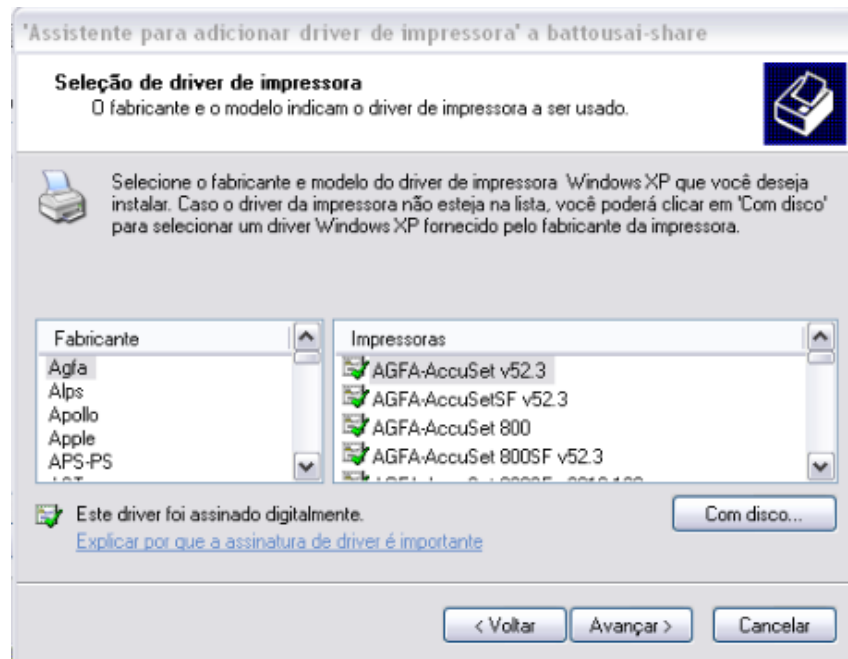 'Assistente para adicionar driver de impressora' a battousai-share
Seleção de driver de impressora
O fabricante e o modelo indicam o driver de impressora a ser usado.
Selecione o fabricante e modelo do driver de impressora Windows XP que você deseja
instalar. Caso o driver da impressora não esteja na lista, você poderá clicar em 'Com disco'
para selecionar um driver Windows XP fornecido pelo fabricante da impressora.
Fabricante
Agfa
Alps
Apollo
Apple
APS-PS
Impressoras
AGFA-AccuSet v52.3
AGFA-AccuSetSF v52.3
AGFA-AccuSet 800
AGFA-AccuSet 800SF v52.3
Este driver foi assinado digitalmente.
Explicar por que a assinatura de driver é importante
Com disco...
< Voltar
Avançar >
Cancelar